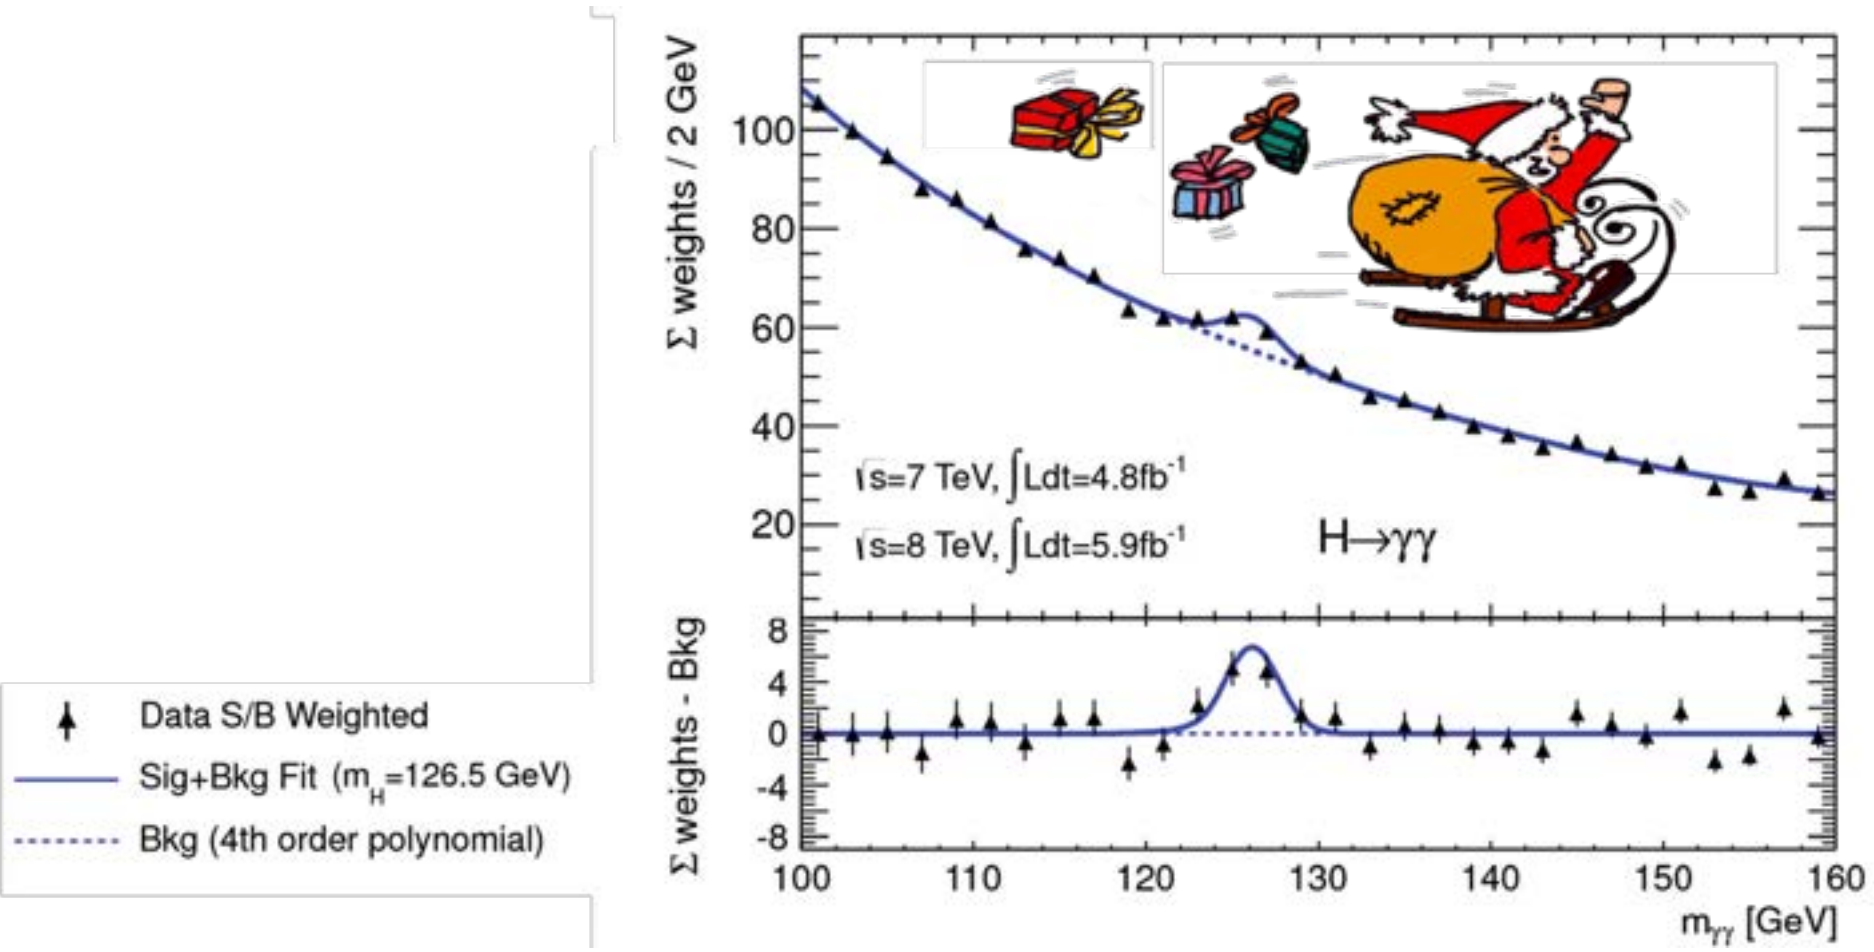 Σ weights / 2 GeV
100
80
60
40
20
√s=7 TeV, ∫Ldt=4.8fb⁻¹
√s=8 TeV, ∫Ldt=5.9fb⁻¹
H→γγ
Σ weights - Bkg
8
4
0
-4
-8
100 110 120 130 140 150 160
mγγ [GeV]
Data S/B Weighted
Sig+Bkg Fit (m_H=126.5 GeV)
Bkg (4th order polynomial)